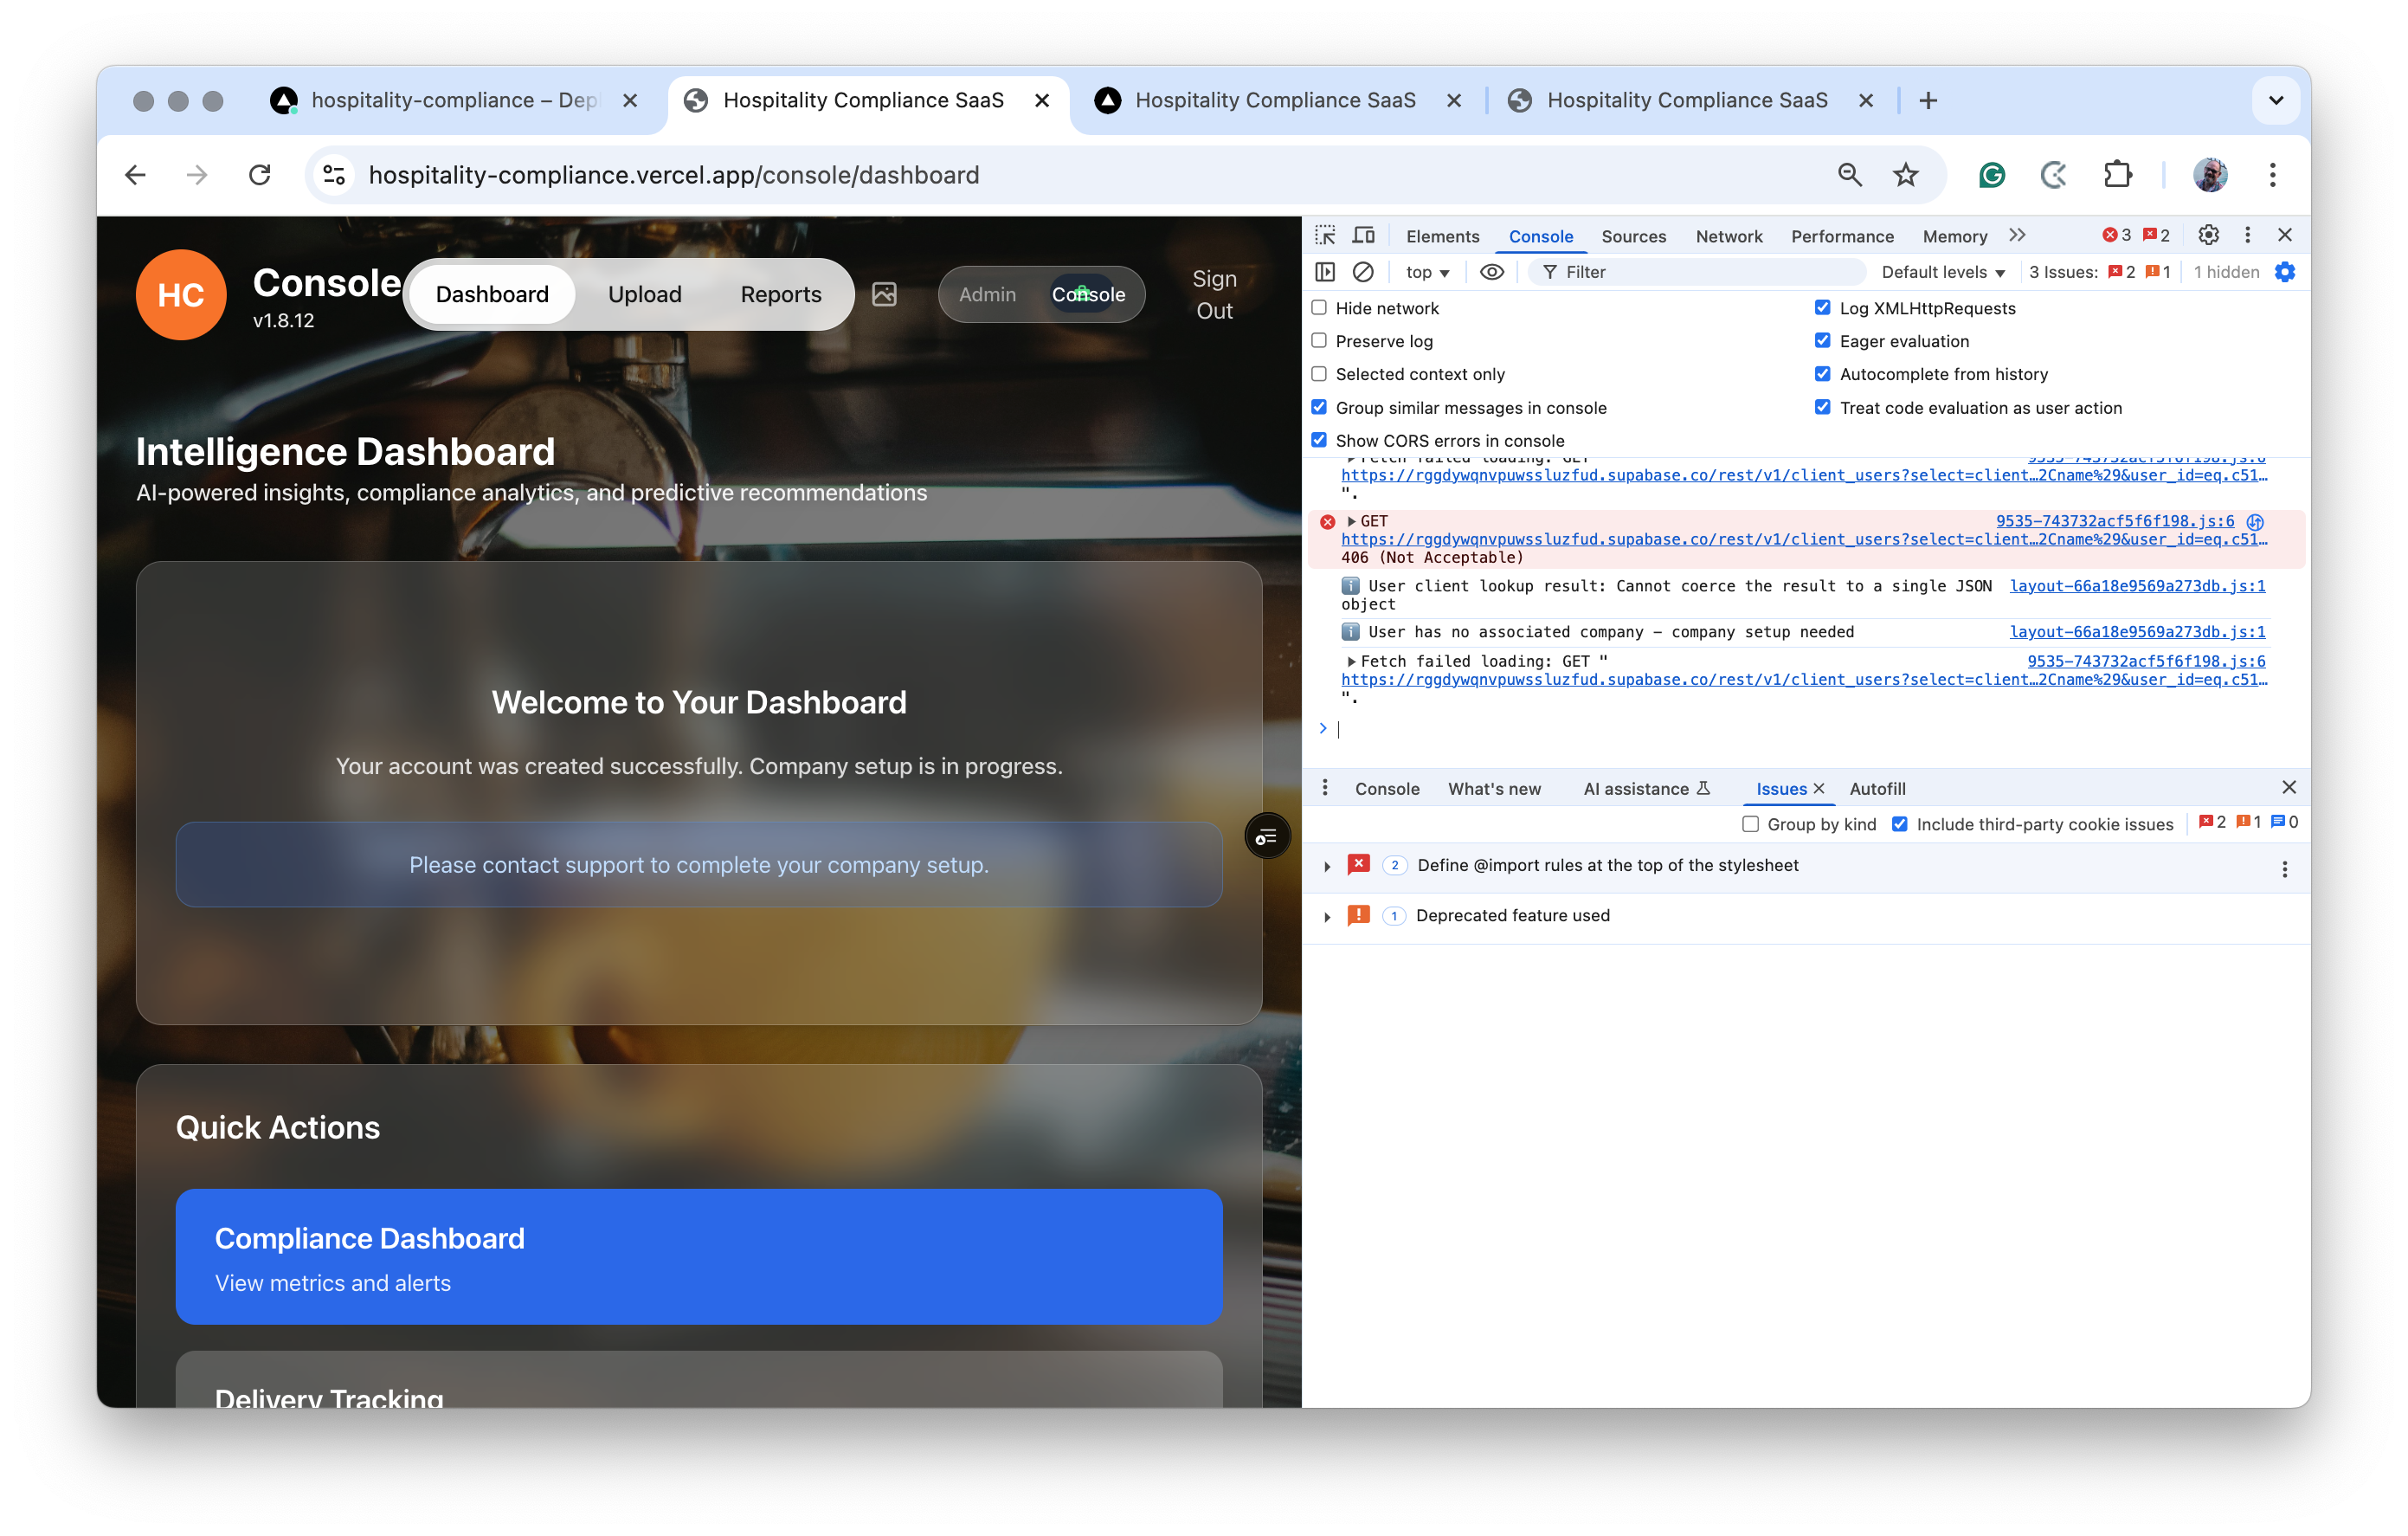 hospitality-compliance – Dep
Hospitality Compliance SaaS
Hospitality Compliance SaaS
Hospitality Compliance SaaS
hospitality-compliance.vercel.app/console/dashboard
HC
Console
v1.8.12
Dashboard
Upload
Reports
Admin
Console
Sign
Out
Intelligence Dashboard
AI-powered insights, compliance analytics, and predictive recommendations
Welcome to Your Dashboard
Your account was created successfully. Company setup is in progress.
Please contact support to complete your company setup.
Quick Actions
Compliance Dashboard
View metrics and alerts
Delivery Tracking
Elements Console Sources Network Performance Memory 3 2
top Filter Default levels 3 Issues: 2 1 1 hidden
Hide network
Log XMLHttpRequests
Preserve log
Eager evaluation
Selected context only
Autocomplete from history
Group similar messages in console
Treat code evaluation as user action
Show CORS errors in console
Fetch failed loading: GET 9535-743732acf5f6f198.js:6
https://rggdywqnvpuwssluzfud.supabase.co/rest/v1/client_users?select=client…2Cname%29&user_id=eq.c51…
".
GET 9535-743732acf5f6f198.js:6
https://rggdywqnvpuwssluzfud.supabase.co/rest/v1/client_users?select=client…2Cname%29&user_id=eq.c51…
406 (Not Acceptable)
User client lookup result: Cannot coerce the result to a single JSON layout-66a18e9569a273db.js:1
object
User has no associated company – company setup needed layout-66a18e9569a273db.js:1
Fetch failed loading: GET " 9535-743732acf5f6f198.js:6
https://rggdywqnvpuwssluzfud.supabase.co/rest/v1/client_users?select=client…2Cname%29&user_id=eq.c51…
".
Console What's new AI assistance Issues Autofill
Group by kind Include third-party cookie issues 2 1 0
2 Define @import rules at the top of the stylesheet
1 Deprecated feature used